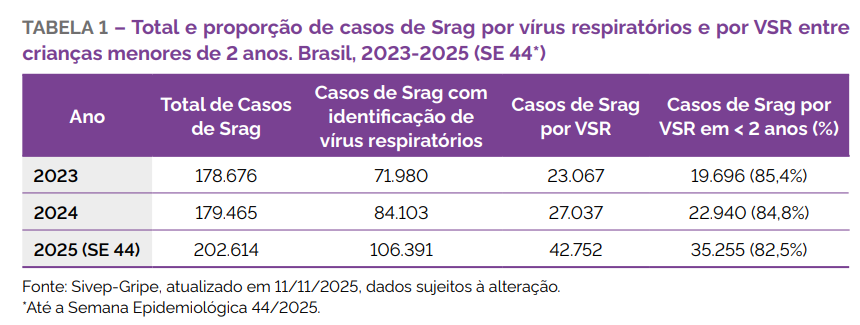 TABELA 1 – Total e proporção de casos de Srag por vírus respiratórios e por VSR entre
crianças menores de 2 anos. Brasil, 2023-2025 (SE 44*)
Ano
Total de Casos
de Srag
Casos de Srag com
identificação de
vírus respiratórios
Casos de Srag
por VSR
Casos de Srag por
VSR em < 2 anos (%)
2023 178.676 71.980 23.067 19.696 (85,4%)
2024 179.465 84.103 27.037 22.940 (84,8%)
2025 (SE 44) 202.614 106.391 42.752 35.255 (82,5%)
Fonte: Sivep-Gripe, atualizado em 11/11/2025, dados sujeitos à alteração.
*Até a Semana Epidemiológica 44/2025.